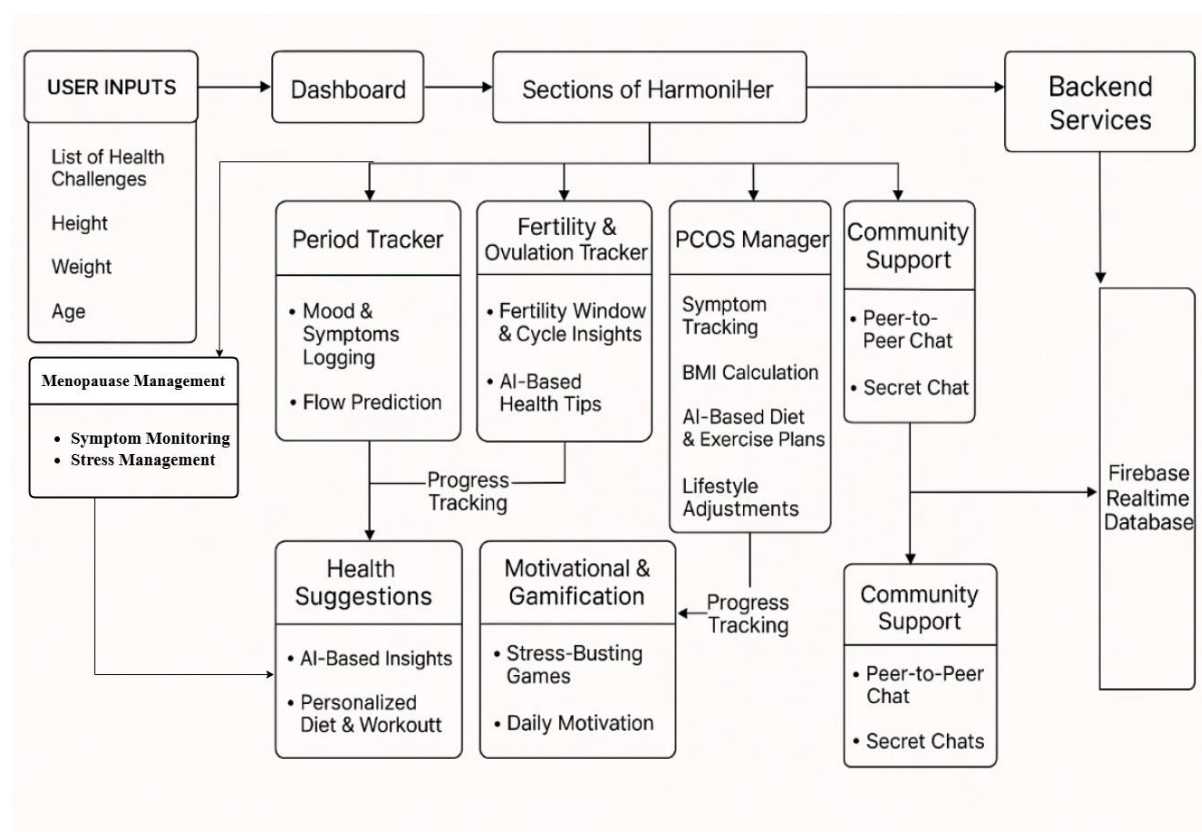 USER INPUTS
List of Health
Challenges
Height
Weight
Age
Dashboard
Sections of HarmoniHer
Backend
Services
Menopauase Management
• Symptom Monitoring
• Stress Management
Period Tracker
• Mood &
Symptoms
Logging
• Flow Prediction
Fertility &
Ovulation Tracker
• Fertility Window
& Cycle Insights
• AI-Based
Health Tips
PCOS Manager
Symptom
Tracking
BMI Calculation
AI-Based Diet
& Exercise Plans
Lifestyle
Adjustments
Community
Support
• Peer-to-
Peer Chat
• Secret Chat
Progress
Tracking
Firebase
Realtime
Database
Health
Suggestions
• AI-Based Insights
• Personalized
Diet & Workoutt
Motivational &
Gamification
• Stress-Busting
Games
• Daily Motivation
Progress
Tracking
Community
Support
• Peer-to-Peer
Chat
• Secret Chats